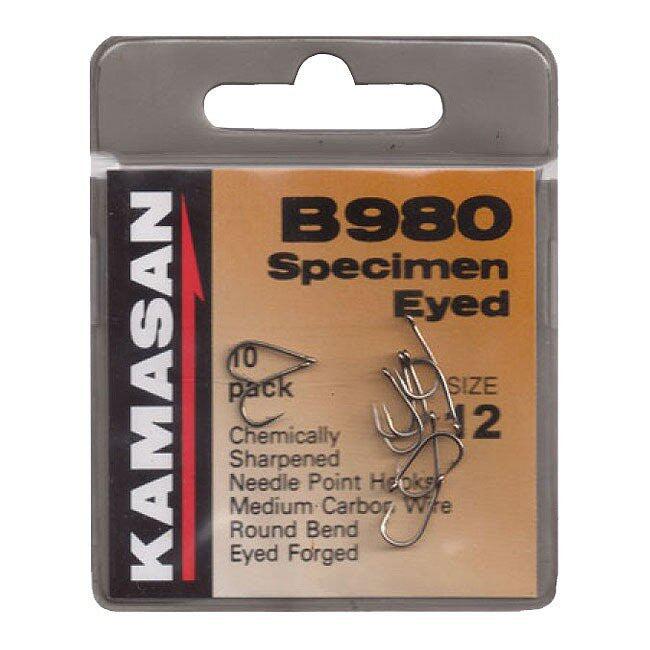 KAMASAN
B980
Specimen
Eyed
10
pack
SIZE
12
Chemically
Sharpened
Needle Point Hooks
Medium Carbon Wire
Round Bend
Eyed Forged